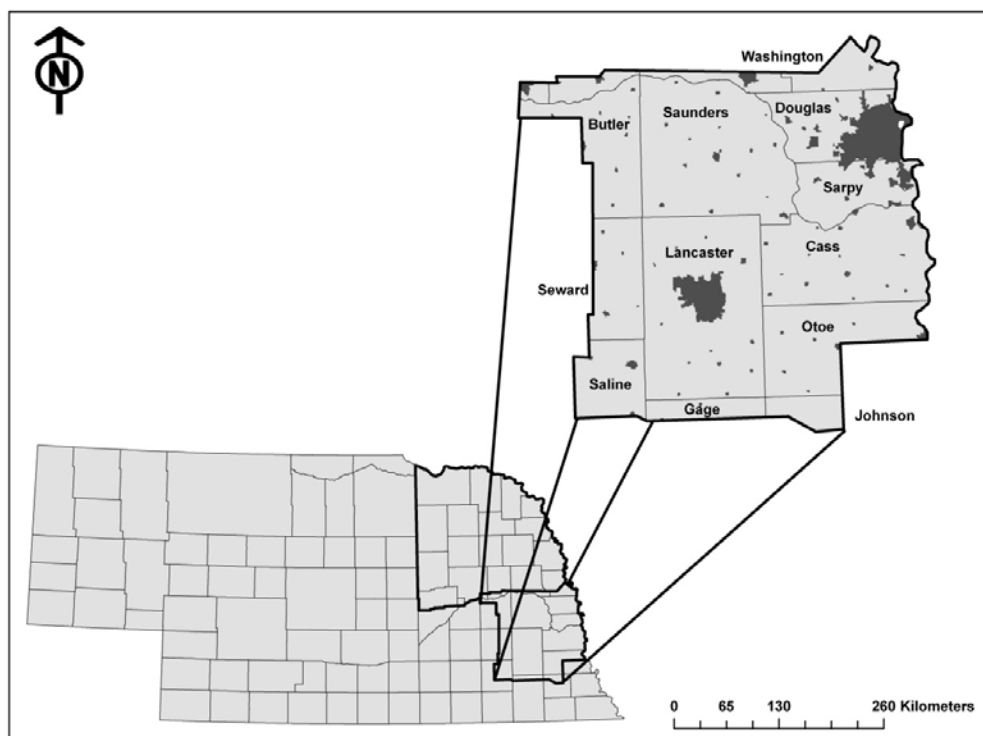 N
Washington
Douglas
Saunders
Butler
Sarpy
Cass
Lancaster
Seward
Otoe
Saline
Gage
Johnson
0 65 130 260 Kilometers